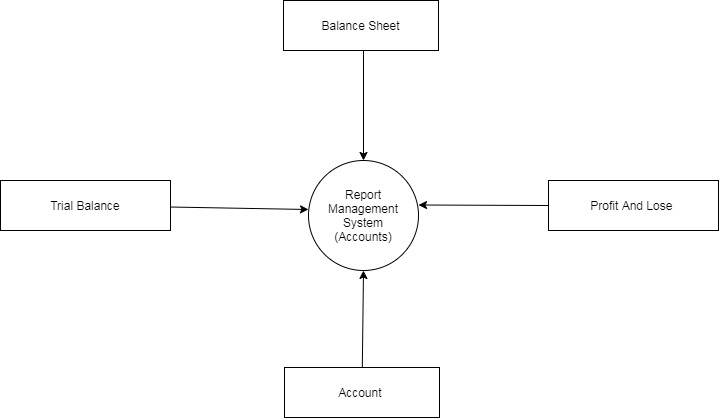 Balance Sheet
Trial Balance
Report
Management
System
(Accounts)
Profit And Lose
Account